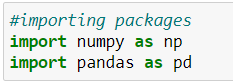 #importing packages
import numpy as np
import pandas as pd